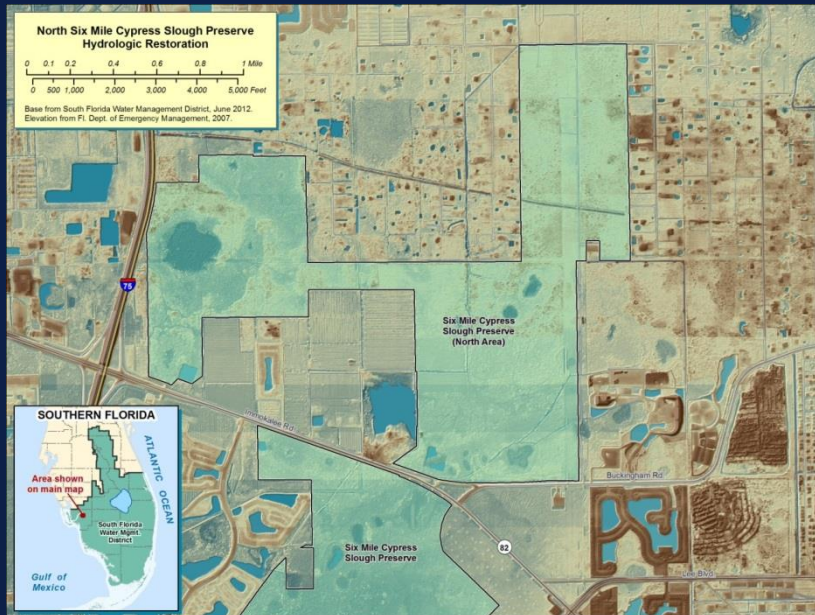 North Six Mile Cypress Slough Preserve
Hydrologic Restoration
0 0.1 0.2 0.4 0.6 0.8 1 Mile
0 500 1,000 2,000 3,000 4,000 5,000 Feet
Base from South Florida Water Management District, June 2012.
Elevation from Fl. Dept. of Emergency Management, 2007.
75
Six Mile Cypress
Slough Preserve
(North Area)
Immokalee Rd.
Buckingham Rd.
82
Lee Blvd.
Six Mile Cypress
Slough Preserve
SOUTHERN FLORIDA
ATLANTIC OCEAN
Area shown
on main map
South Florida
Water Mgmt.
District
Gulf of
Mexico